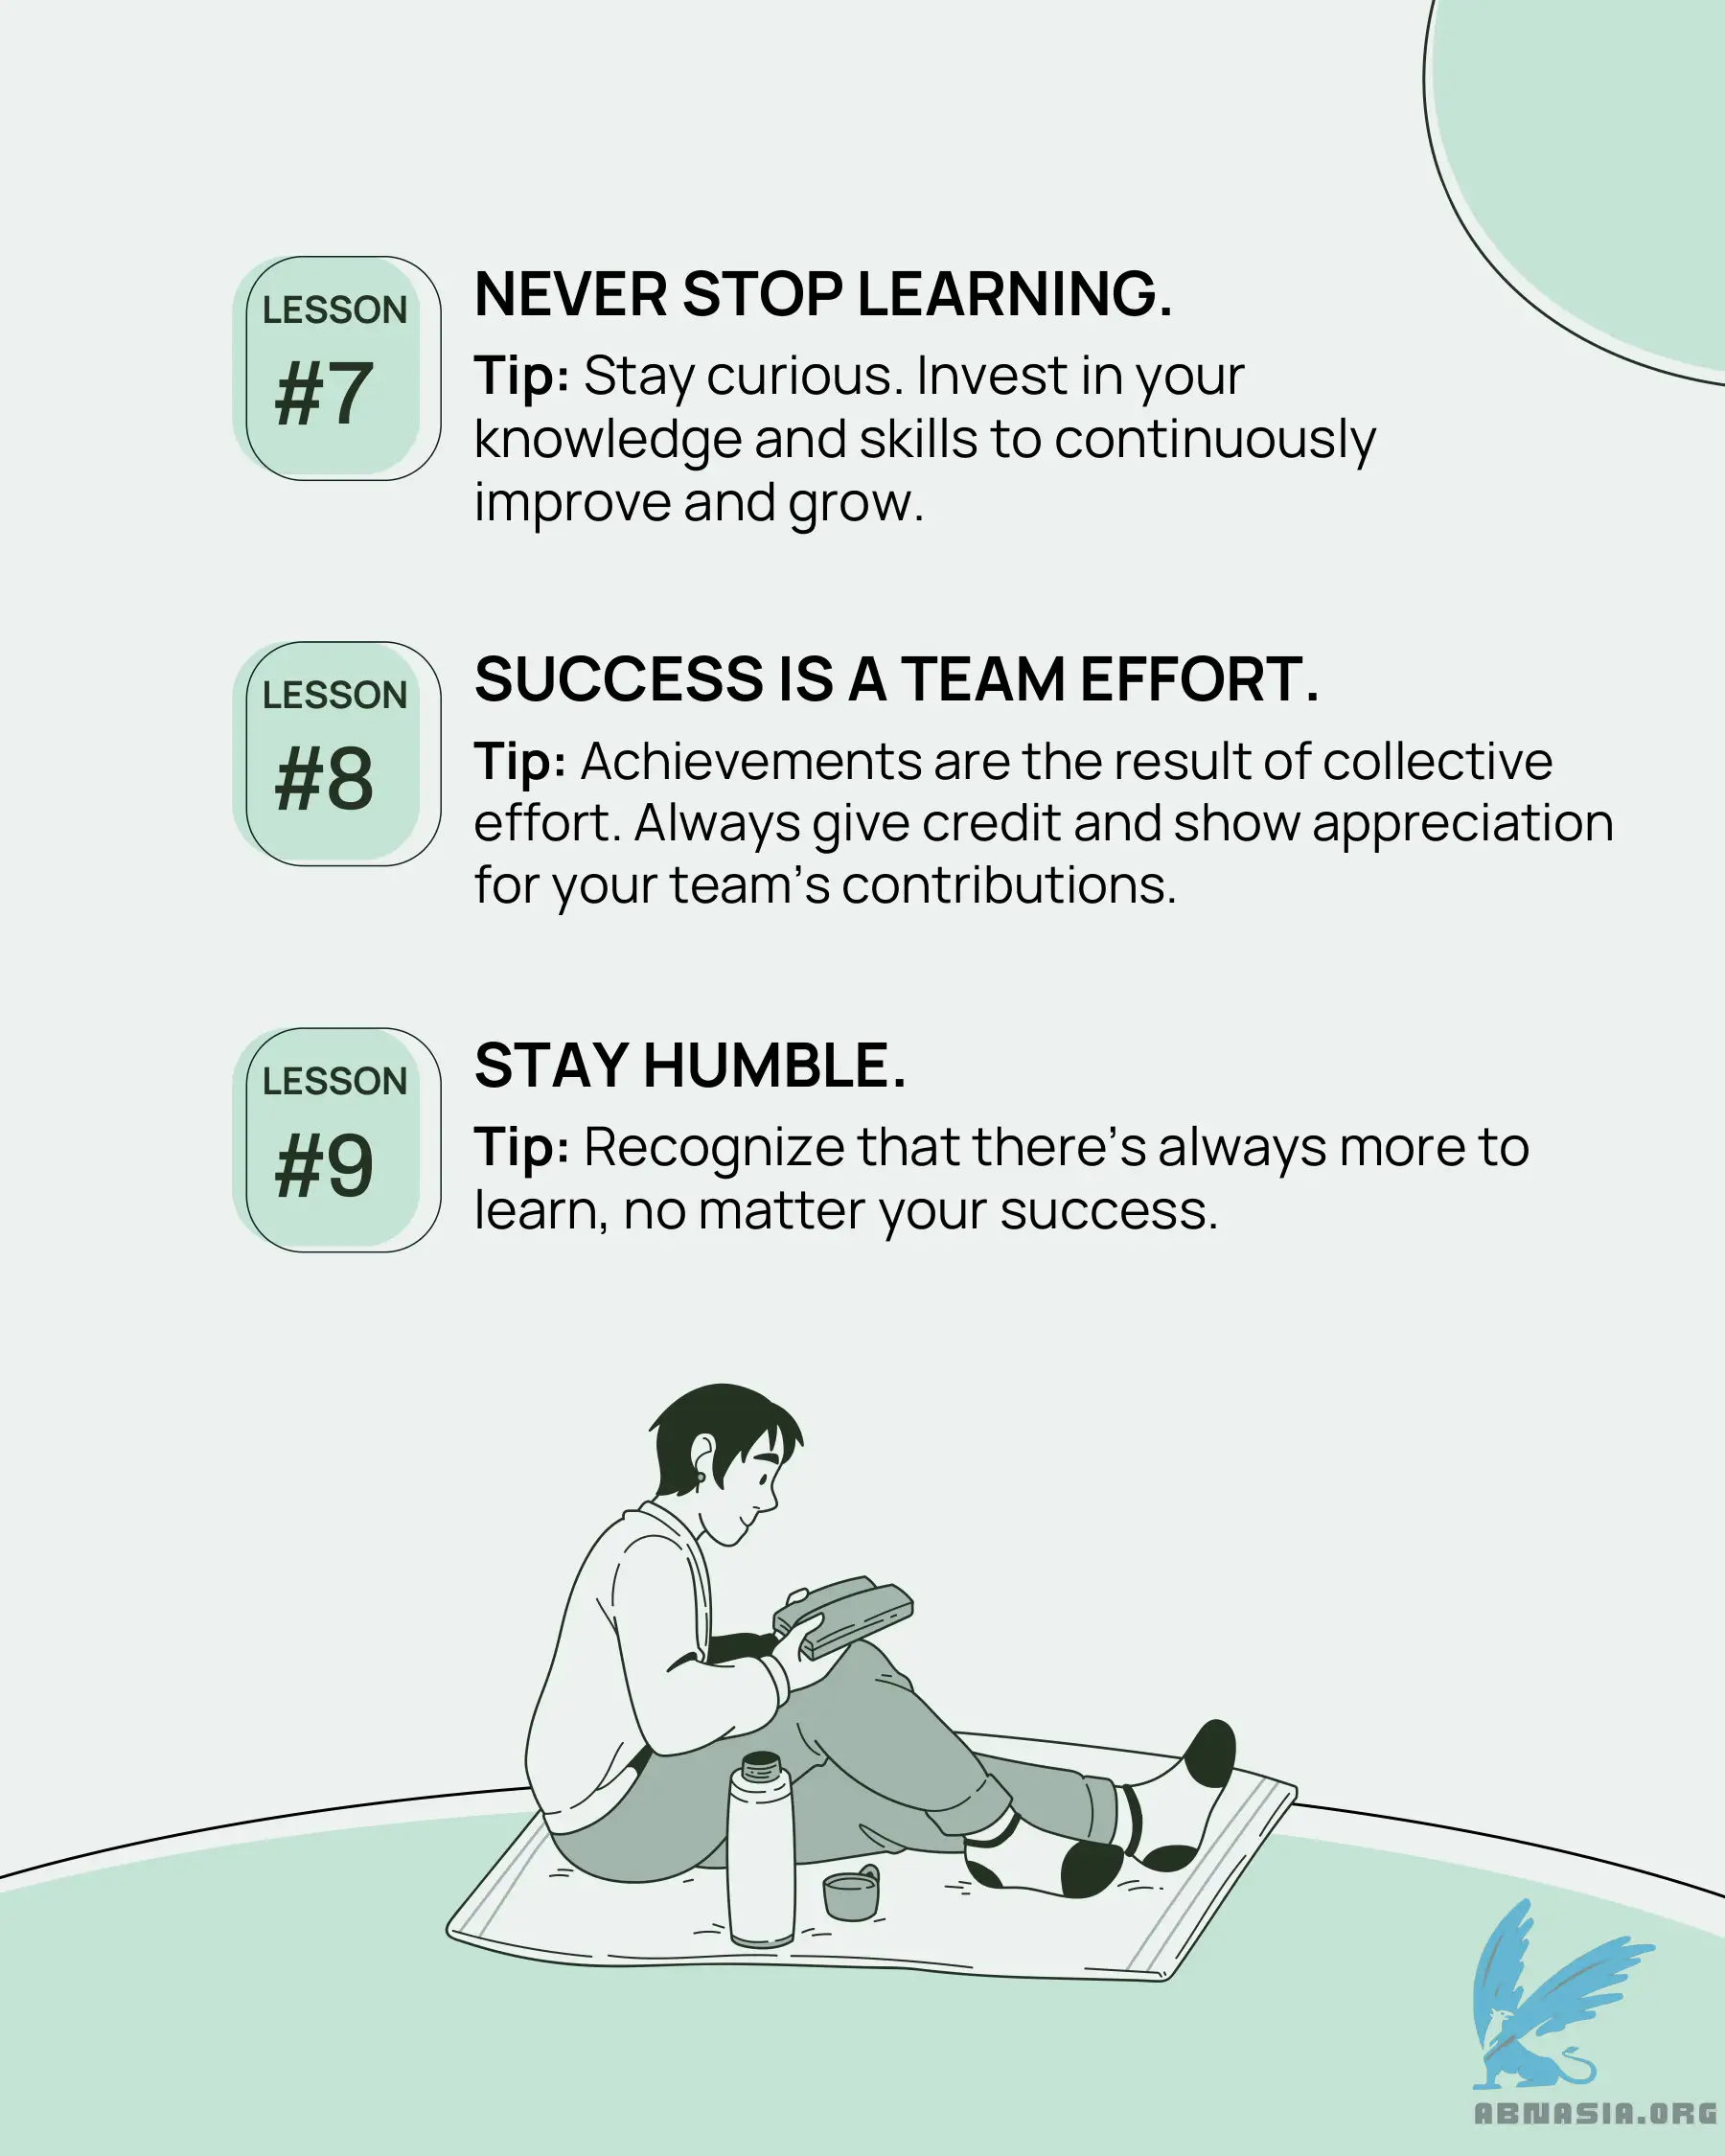 LESSON
#7
NEVER STOP LEARNING.
Tip: Stay curious. Invest in your
knowledge and skills to continuously
improve and grow.
LESSON
#8
SUCCESS IS A TEAM EFFORT.
Tip: Achievements are the result of collective
effort. Always give credit and show appreciation
for your team’s contributions.
LESSON
#9
STAY HUMBLE.
Tip: Recognize that there’s always more to
learn, no matter your success.
ABNASIA.ORG